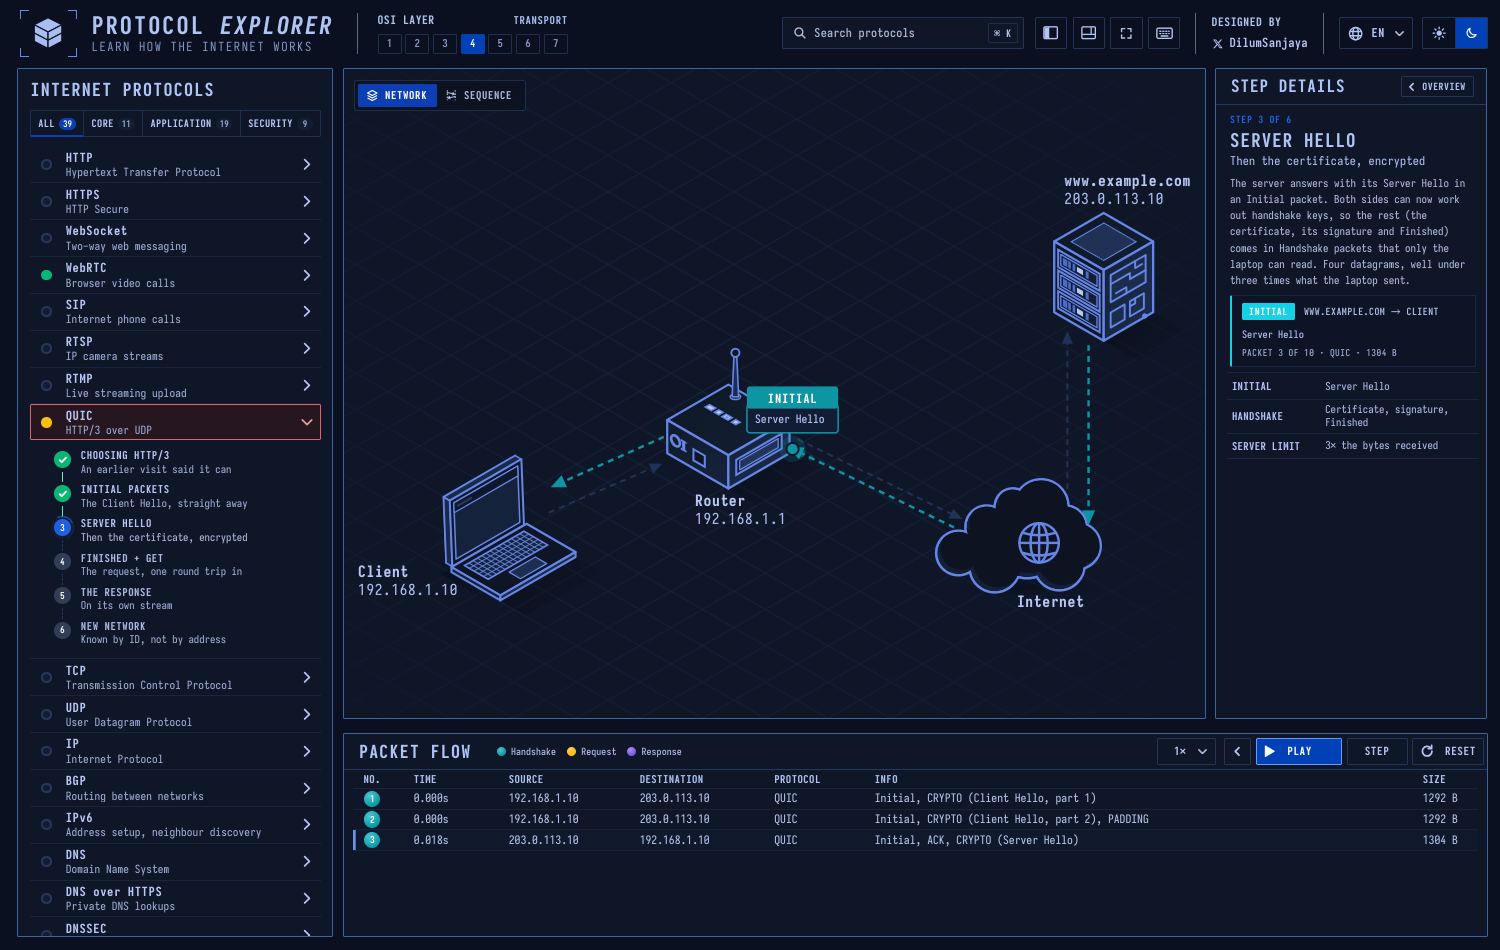 PROTOCOL EXPLORER
LEARN HOW THE INTERNET WORKS
OSI LAYER TRANSPORT
1 2 3 4 5 6 7
Search protocols ⌘ K
DESIGNED BY
X DilumSanjaya
EN
INTERNET PROTOCOLS
ALL 39 CORE 11 APPLICATION 19 SECURITY 9
HTTP
Hypertext Transfer Protocol
HTTPS
HTTP Secure
WebSocket
Two-way web messaging
WebRTC
Browser video calls
SIP
Internet phone calls
RTSP
IP camera streams
RTMP
Live streaming upload
QUIC
HTTP/3 over UDP
CHOOSING HTTP/3
An earlier visit said it can
INITIAL PACKETS
The Client Hello, straight away
3 SERVER HELLO
Then the certificate, encrypted
4 FINISHED + GET
The request, one round trip in
5 THE RESPONSE
On its own stream
6 NEW NETWORK
Known by ID, not by address
TCP
Transmission Control Protocol
UDP
User Datagram Protocol
IP
Internet Protocol
BGP
Routing between networks
IPv6
Address setup, neighbour discovery
DNS
Domain Name System
DNS over HTTPS
Private DNS lookups
DNSSEC
NETWORK SEQUENCE
www.example.com
203.0.113.10
INITIAL
Server Hello
Router
192.168.1.1
Client
192.168.1.10
Internet
STEP DETAILS OVERVIEW
STEP 3 OF 6
SERVER HELLO
Then the certificate, encrypted
The server answers with its Server Hello in
an Initial packet. Both sides can now work
out handshake keys, so the rest (the
certificate, its signature and Finished)
comes in Handshake packets that only the
laptop can read. Four datagrams, well under
three times what the laptop sent.
INITIAL WWW.EXAMPLE.COM → CLIENT
Server Hello
PACKET 3 OF 10 · QUIC · 1304 B
INITIAL Server Hello
HANDSHAKE Certificate, signature,
Finished
SERVER LIMIT 3× the bytes received
PACKET FLOW Handshake Request Response
1× PLAY STEP RESET
NO. TIME SOURCE DESTINATION PROTOCOL INFO SIZE
1 0.000s 192.168.1.10 203.0.113.10 QUIC Initial, CRYPTO (Client Hello, part 1) 1292 B
2 0.000s 192.168.1.10 203.0.113.10 QUIC Initial, CRYPTO (Client Hello, part 2), PADDING 1292 B
3 0.018s 203.0.113.10 192.168.1.10 QUIC Initial, ACK, CRYPTO (Server Hello) 1304 B